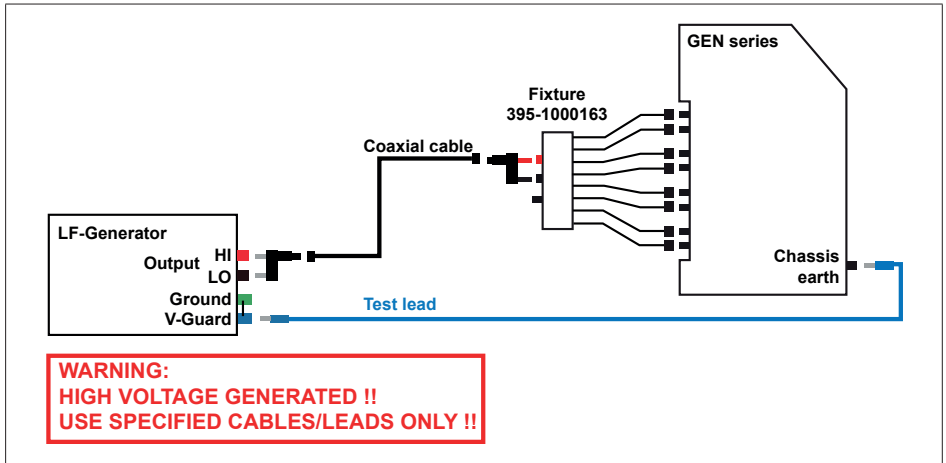 GEN series
Fixture
395-1000163
Coaxial cable
LF-Generator
Output
HI
LO
Ground
V-Guard
Chassis
earth
Test lead
WARNING:
HIGH VOLTAGE GENERATED !!
USE SPECIFIED CABLES/LEADS ONLY !!